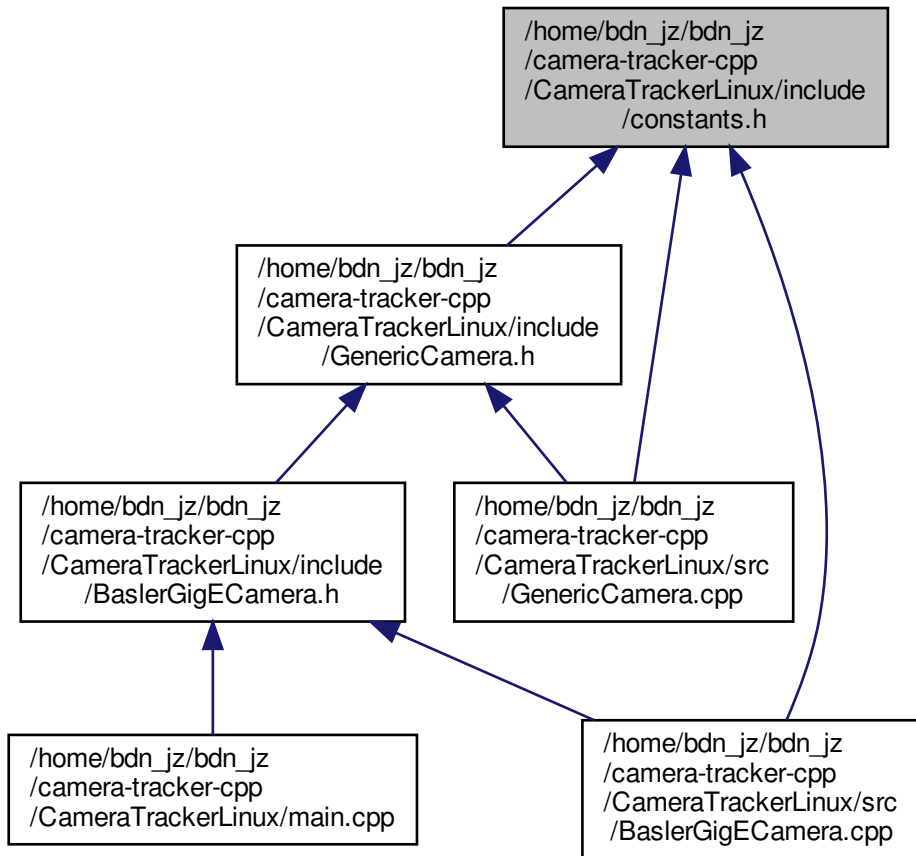 /home/bdn_jz/bdn_jz
/camera-tracker-cpp
/CameraTrackerLinux/include
/constants.h
/home/bdn_jz/bdn_jz
/camera-tracker-cpp
/CameraTrackerLinux/include
/GenericCamera.h
/home/bdn_jz/bdn_jz
/camera-tracker-cpp
/CameraTrackerLinux/include
/BaslerGigECamera.h
/home/bdn_jz/bdn_jz
/camera-tracker-cpp
/CameraTrackerLinux/src
/GenericCamera.cpp
/home/bdn_jz/bdn_jz
/camera-tracker-cpp
/CameraTrackerLinux/main.cpp
/home/bdn_jz/bdn_jz
/camera-tracker-cpp
/CameraTrackerLinux/src
/BaslerGigECamera.cpp